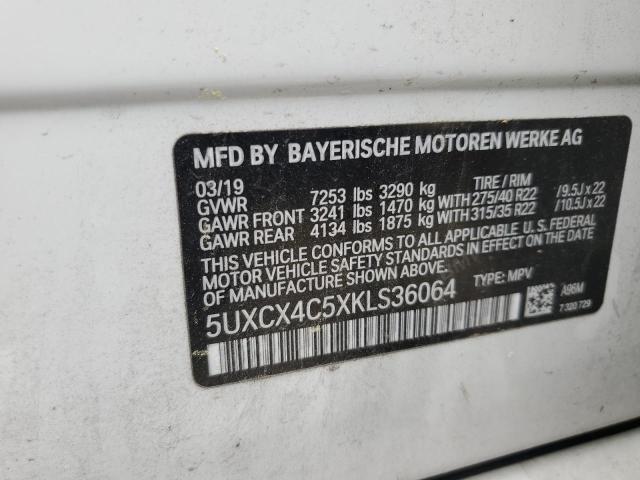 MFD BY BAYERISCHE MOTOREN WERKE AG
03/19 TIRE / RIM
GVWR 7253 lbs 3290 kg
GAWR FRONT 3241 lbs 1470 kg WITH 275/40 R22 / 9.5J x 22
GAWR REAR 4134 lbs 1875 kg WITH 315/35 R22 / 10.5J x 22
THIS VEHICLE CONFORMS TO ALL APPLICABLE U. S. FEDERAL
MOTOR VEHICLE SAFETY STANDARDS IN EFFECT ON THE
DATE OF MANUFACTURE SHOWN ABOVE.
5UXCX4C5XKLS36064 TYPE: MPV
A96M
7 320 729